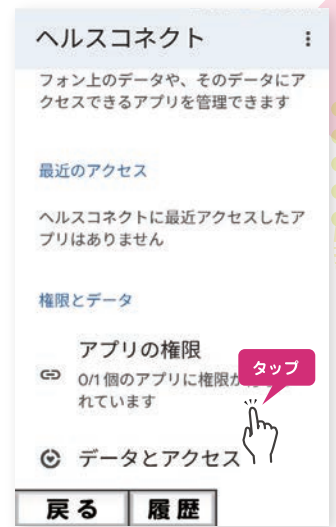 ヘルスコネクト
フォン上のデータや、そのデータにア
クセスできるアプリを管理できます
最近のアクセス
ヘルスコネクトに最近アクセスしたア
プリはありません
権限とデータ
アプリの権限
タップ
0/1 個のアプリに権限が
れています
データとアクセス
戻る
履歴